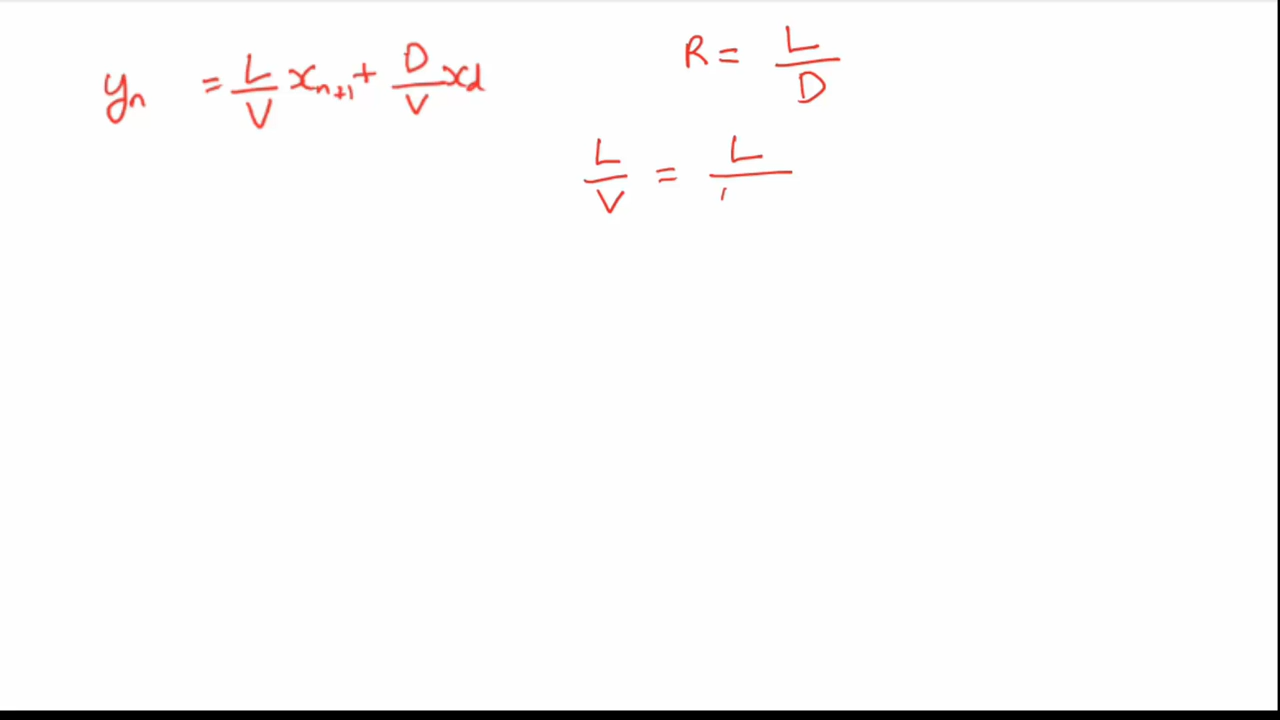 yn = L/V xn+1 + D/V xd
R = L/D
L/V = L/